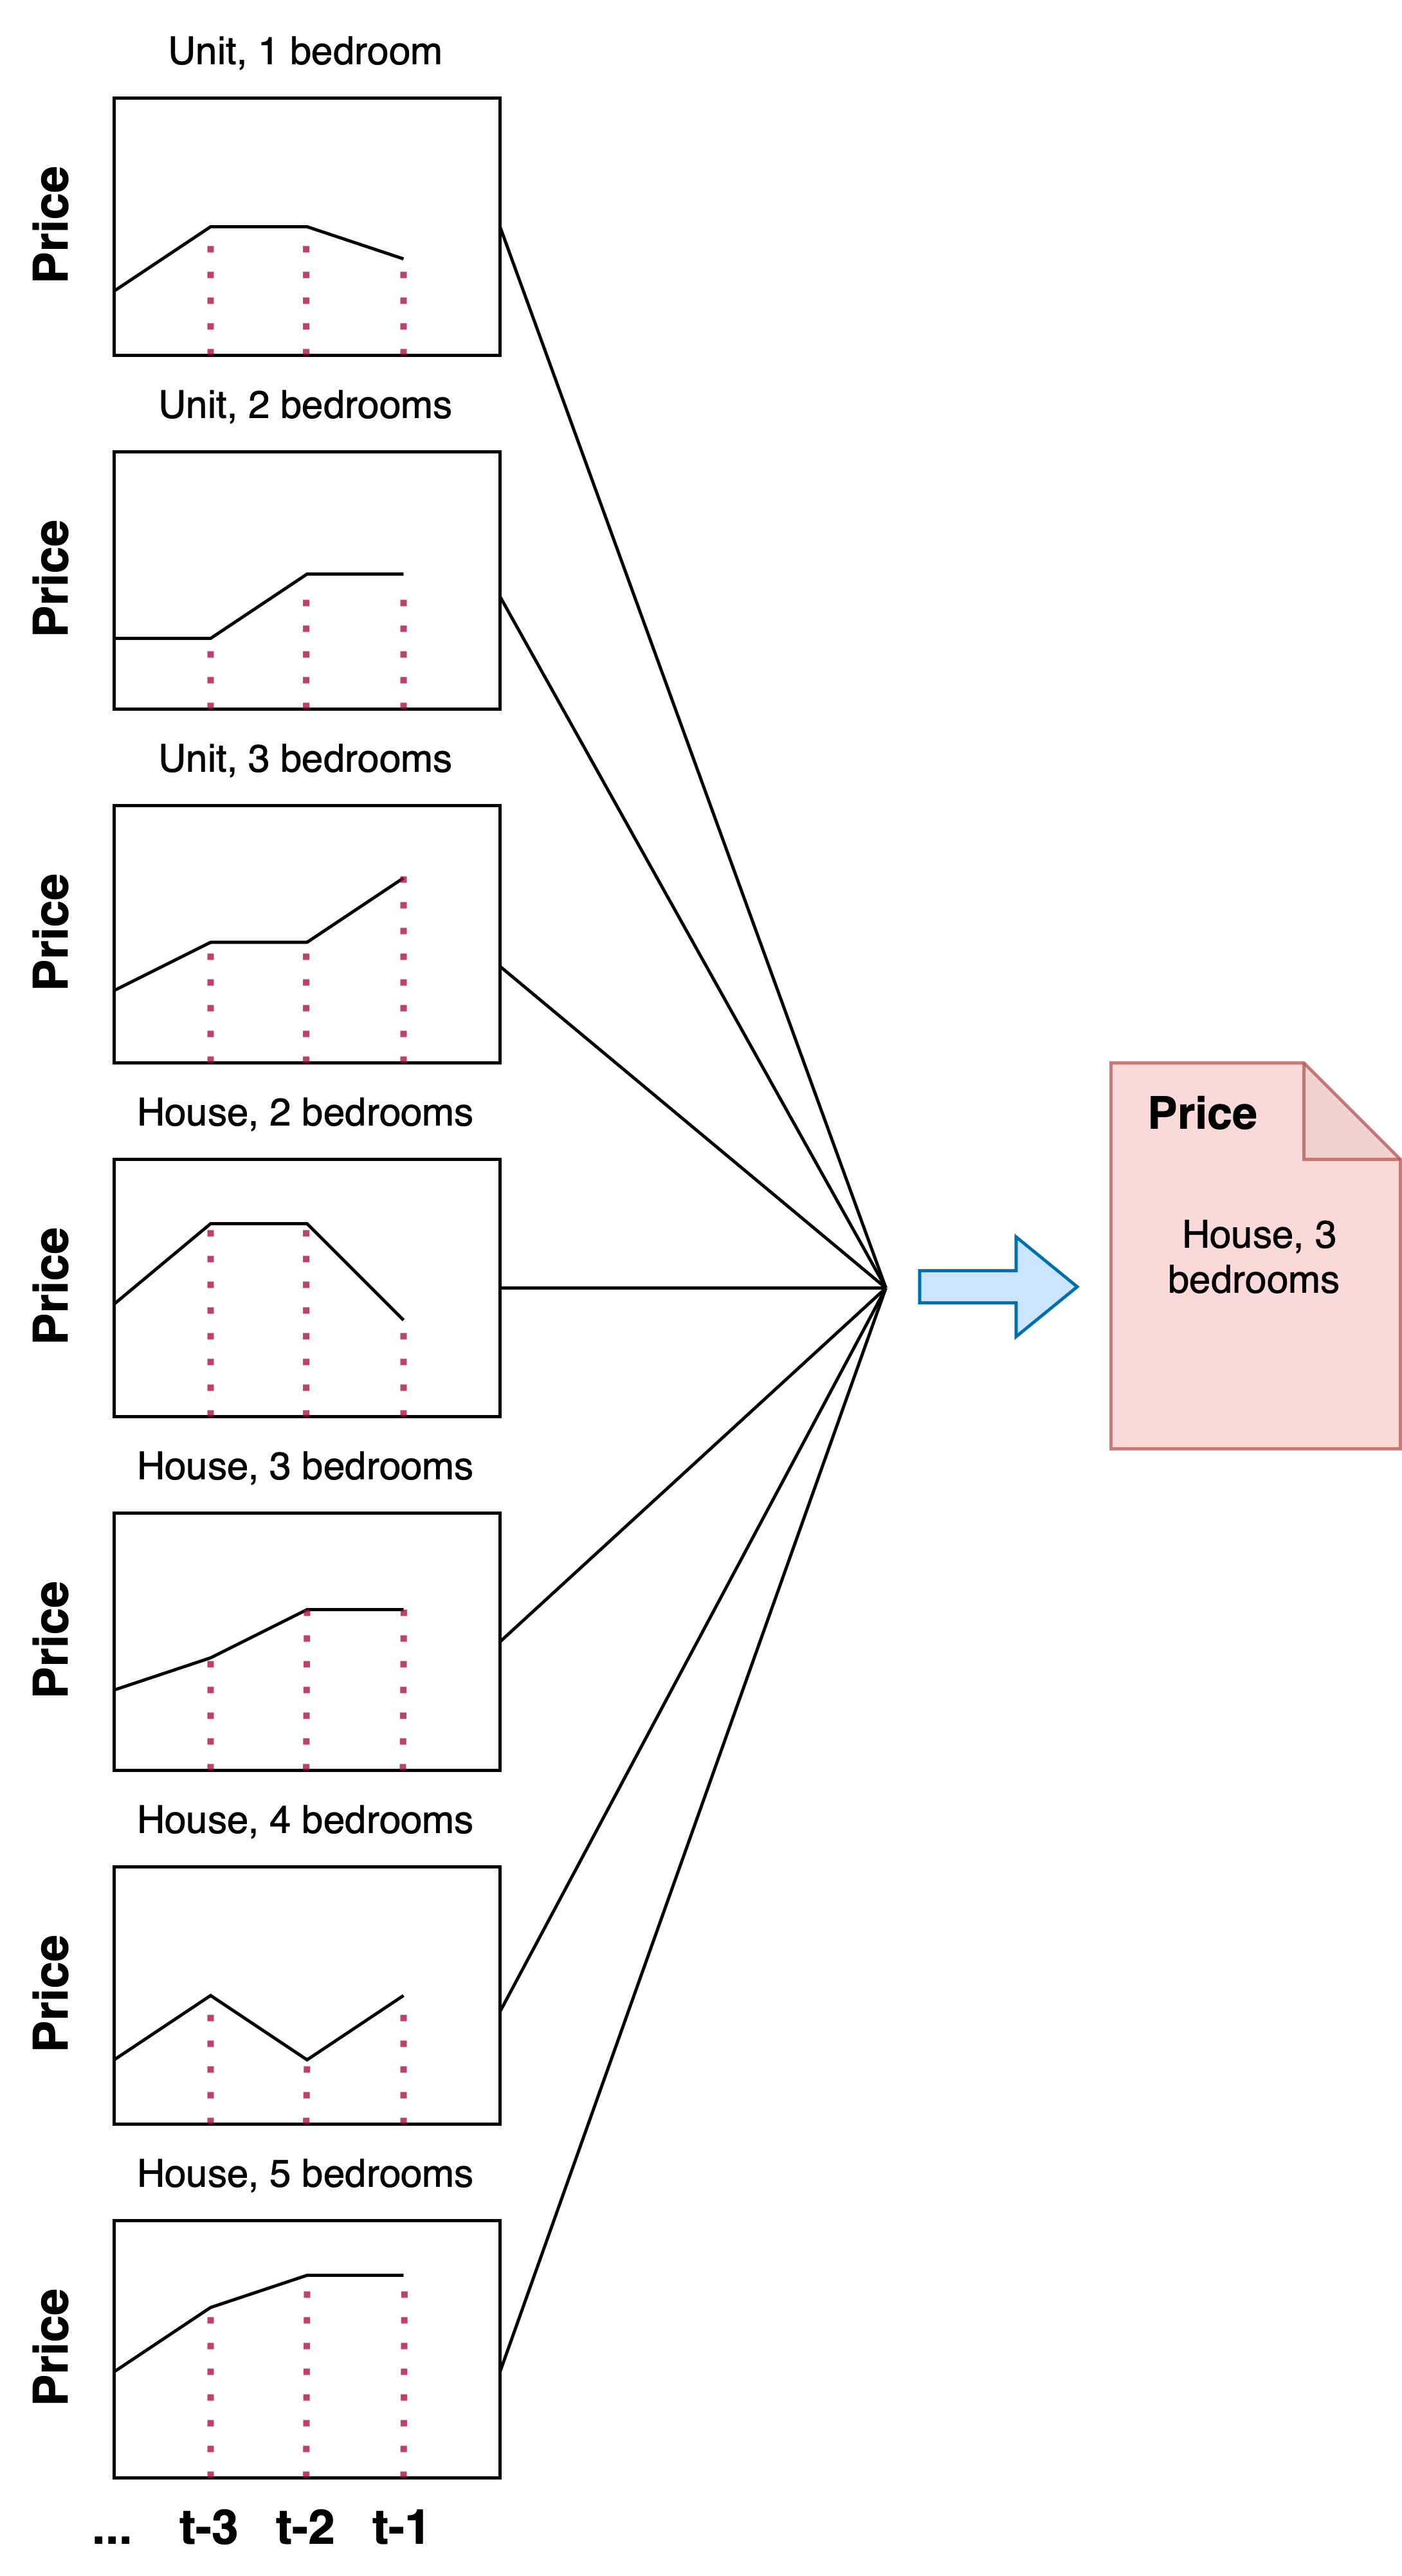 Unit, 1 bedroom
Price
Unit, 2 bedrooms
Price
Unit, 3 bedrooms
Price
House, 2 bedrooms
Price
House, 3 bedrooms
Price
House, 4 bedrooms
Price
House, 5 bedrooms
Price
... t-3 t-2 t-1
Price
House, 3
bedrooms